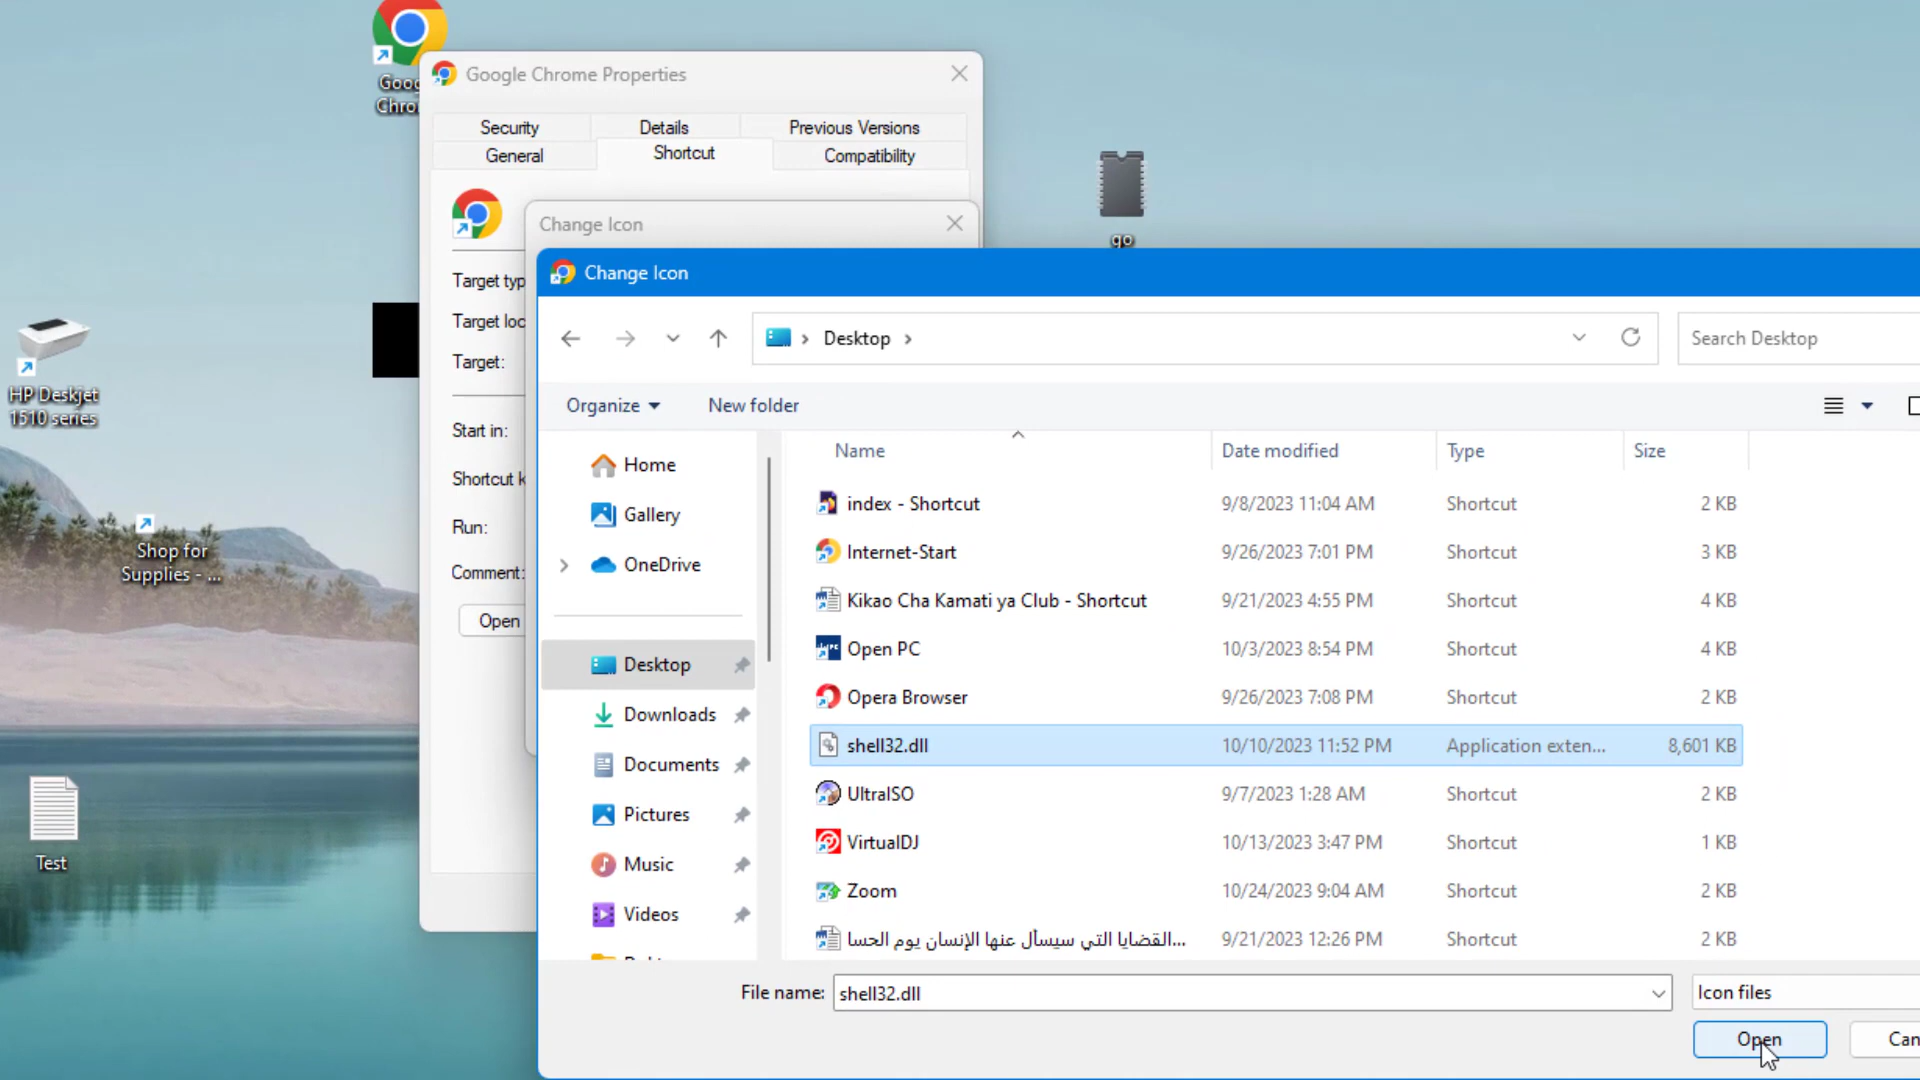 Goog
Chro
Google Chrome Properties
Security Details Previous Versions
General Shortcut Compatibility
Change Icon
go
Change Icon
Target typ
Target loc
Target:
Start in:
Shortcut k
Run:
Comment:
Open
HP Deskjet
1510 series
Shop for
Supplies - ...
Test
Desktop
Search Desktop
Organize New folder
Home
Gallery
OneDrive
Desktop
Downloads
Documents
Pictures
Music
Videos
Name Date modified Type Size
index - Shortcut 9/8/2023 11:04 AM Shortcut 2 KB
Internet-Start 9/26/2023 7:01 PM Shortcut 3 KB
Kikao Cha Kamati ya Club - Shortcut 9/21/2023 4:55 PM Shortcut 4 KB
Open PC 10/3/2023 8:54 PM Shortcut 4 KB
Opera Browser 9/26/2023 7:08 PM Shortcut 2 KB
shell32.dll 10/10/2023 11:52 PM Application exten... 8,601 KB
UltraISO 9/7/2023 1:28 AM Shortcut 2 KB
VirtualDJ 10/13/2023 3:47 PM Shortcut 1 KB
Zoom 10/24/2023 9:04 AM Shortcut 2 KB
القضايا التي سيسأل عنها الإنسان يوم الحسا... 9/21/2023 12:26 PM Shortcut 2 KB
File name: shell32.dll Icon files
Open Can